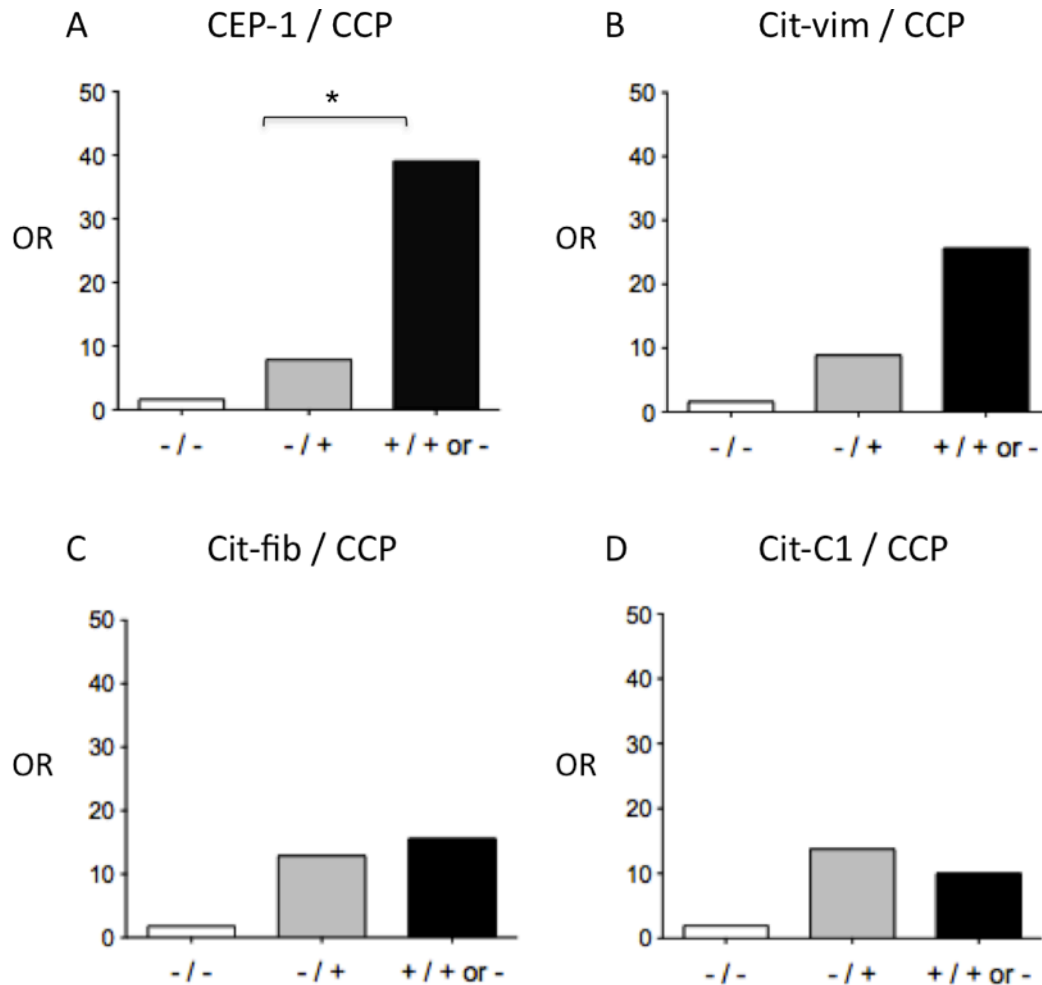 A CEP-1 / CCP
50
40
30
20
10
0
OR
*
- / - - / + + / + or -
B Cit-vim / CCP
50
40
30
20
10
0
OR
- / - - / + + / + or -
C Cit-fib / CCP
50
40
30
20
10
0
OR
- / - - / + + / + or -
D Cit-C1 / CCP
50
40
30
20
10
0
OR
- / - - / + + / + or -